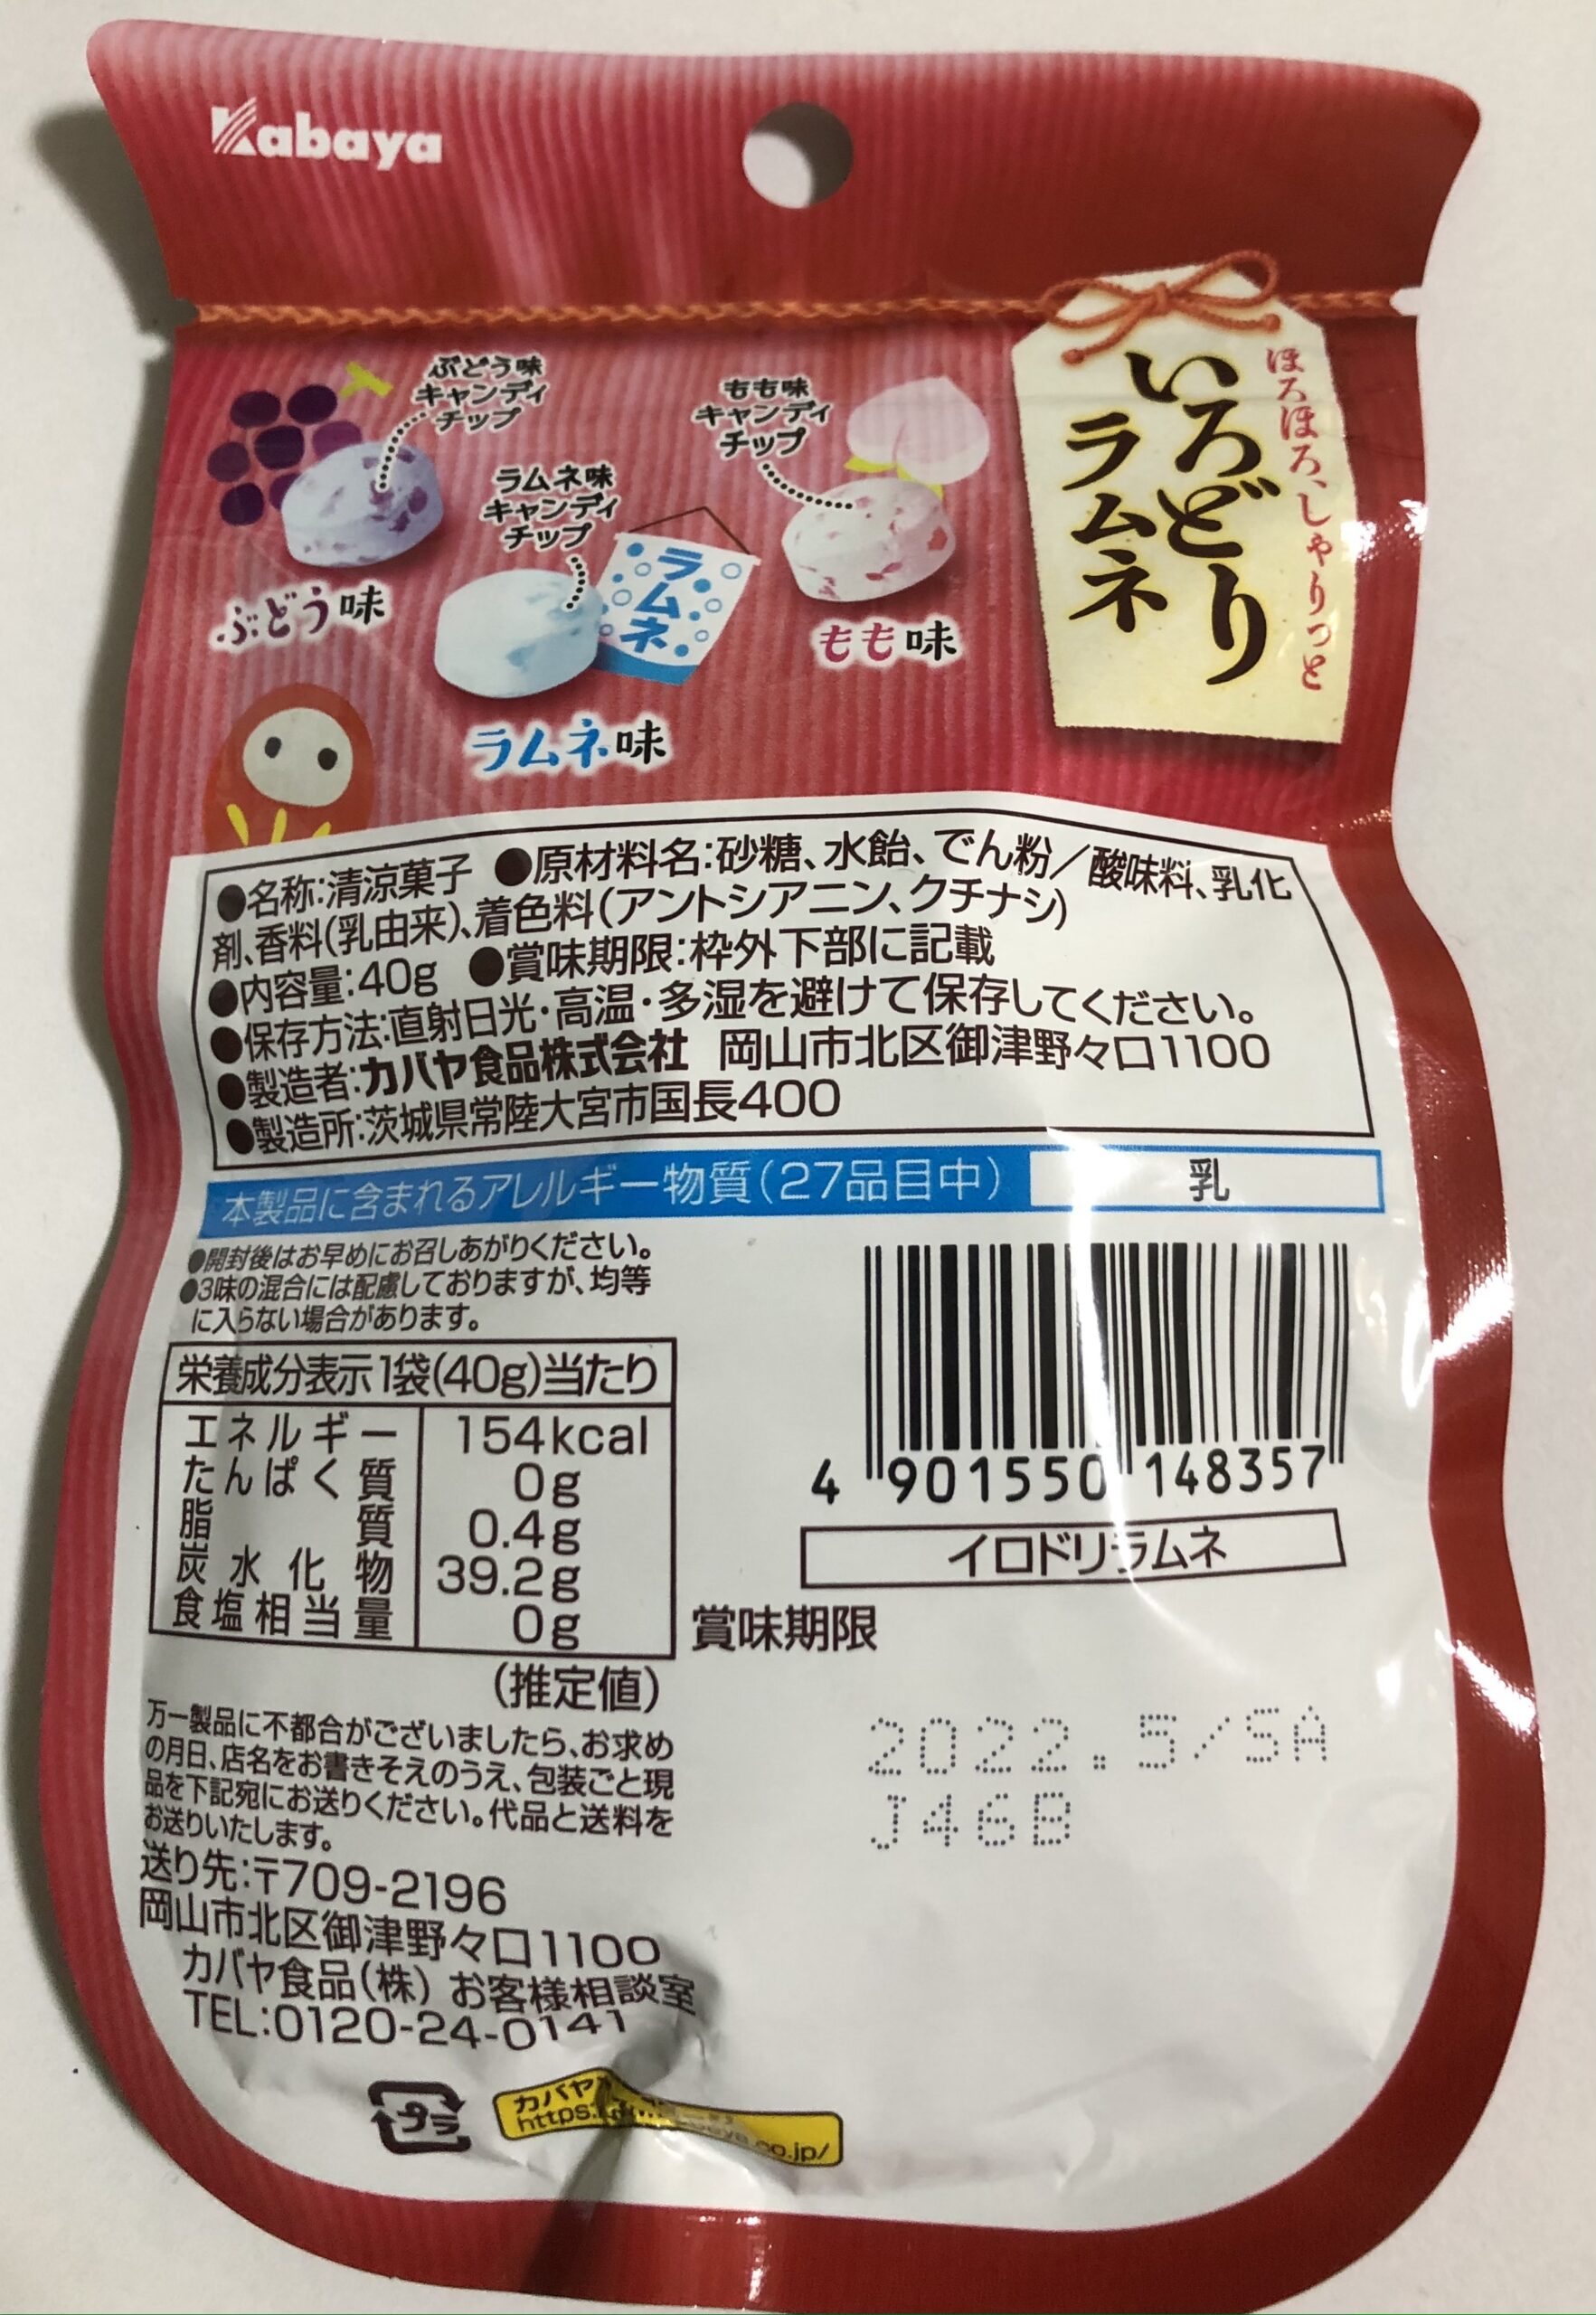 Kabaya
ほろほろ、しゃりっと
いろどり
ラムネ
ぶどう味
キャンディ
チップ
ぶどう味
ラムネ味
キャンディ
チップ
ラムネ
ラムネ味
もも味
キャンディ
チップ
もも味
●名称:清涼菓子 ●原材料名:砂糖、水飴、でん粉/酸味料、乳化
剤、香料(乳由来)、着色料(アントシアニン、クチナシ)
●内容量:40g ●賞味期限:枠外下部に記載
●保存方法:直射日光・高温・多湿を避けて保存してください。
●製造者:カバヤ食品株式会社 岡山市北区御津野々口1100
●製造所:茨城県常陸大宮市国長400
本製品に含まれるアレルギー物質(27品目中) 乳
●開封後はお早めにお召しあがりください。
●3味の混合には配慮しておりますが、均等
に入らない場合があります。
栄養成分表示1袋(40g)当たり
エネルギー 154kcal
たんぱく質 0g
脂質 0.4g
炭水化物 39.2g
食塩相当量 0g
(推定値)
4 901550 148357
イロドリラムネ
賞味期限
2022.5/SA
J46B
万一製品に不都合がございましたら、お求め
の月日、店名をお書きそえのうえ、包装ごと現
品を下記宛にお送りください。代品と送料を
お送りいたします。
送り先:〒709-2196
岡山市北区御津野々口1100
カバヤ食品(株) お客様相談室
TEL:0120-24-0141
プラ
カバヤ
https:
.co.jp/